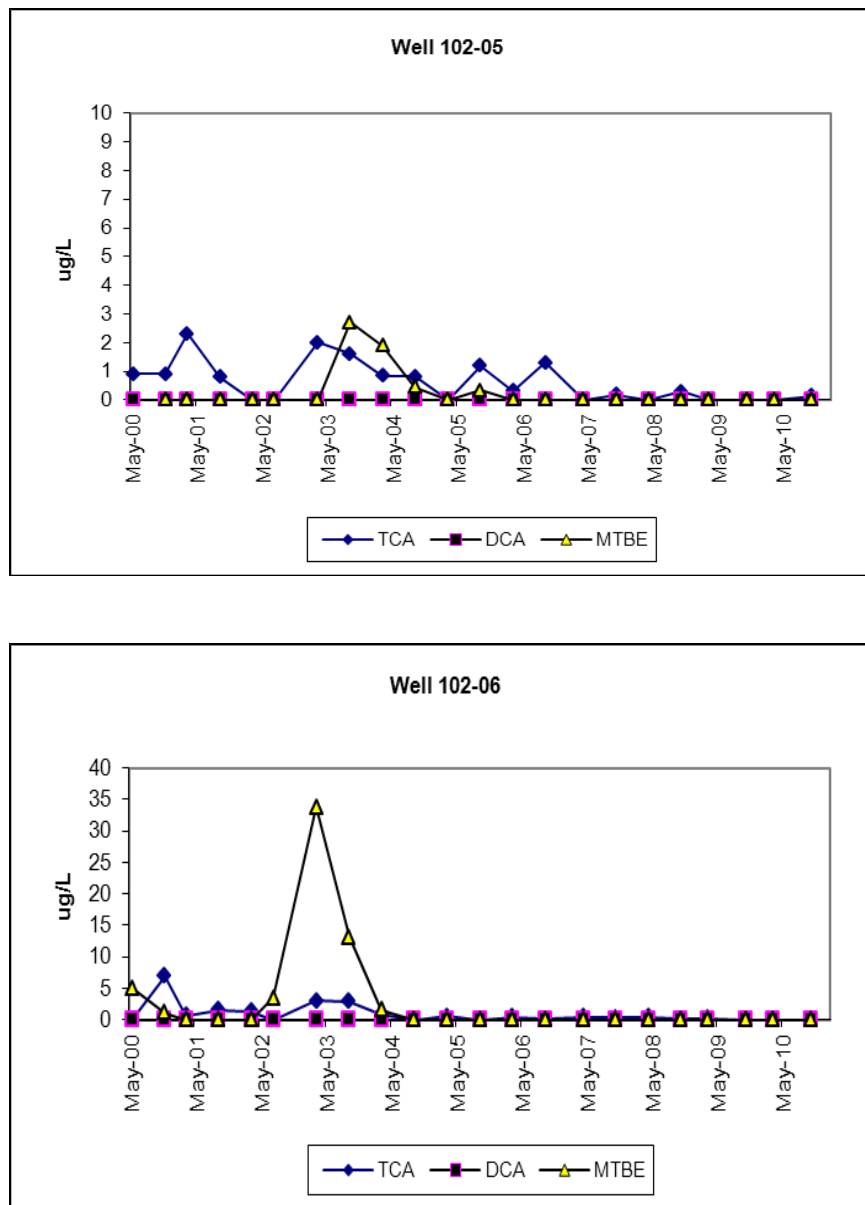 Well 102-05
10
9
8
7
6
5
4
3
2
1
0
ug/L
May-00
May-01
May-02
May-03
May-04
May-05
May-06
May-07
May-08
May-09
May-10
TCA DCA MTBE
Well 102-06
40
35
30
25
20
15
10
5
0
ug/L
May-00
May-01
May-02
May-03
May-04
May-05
May-06
May-07
May-08
May-09
May-10
TCA DCA MTBE